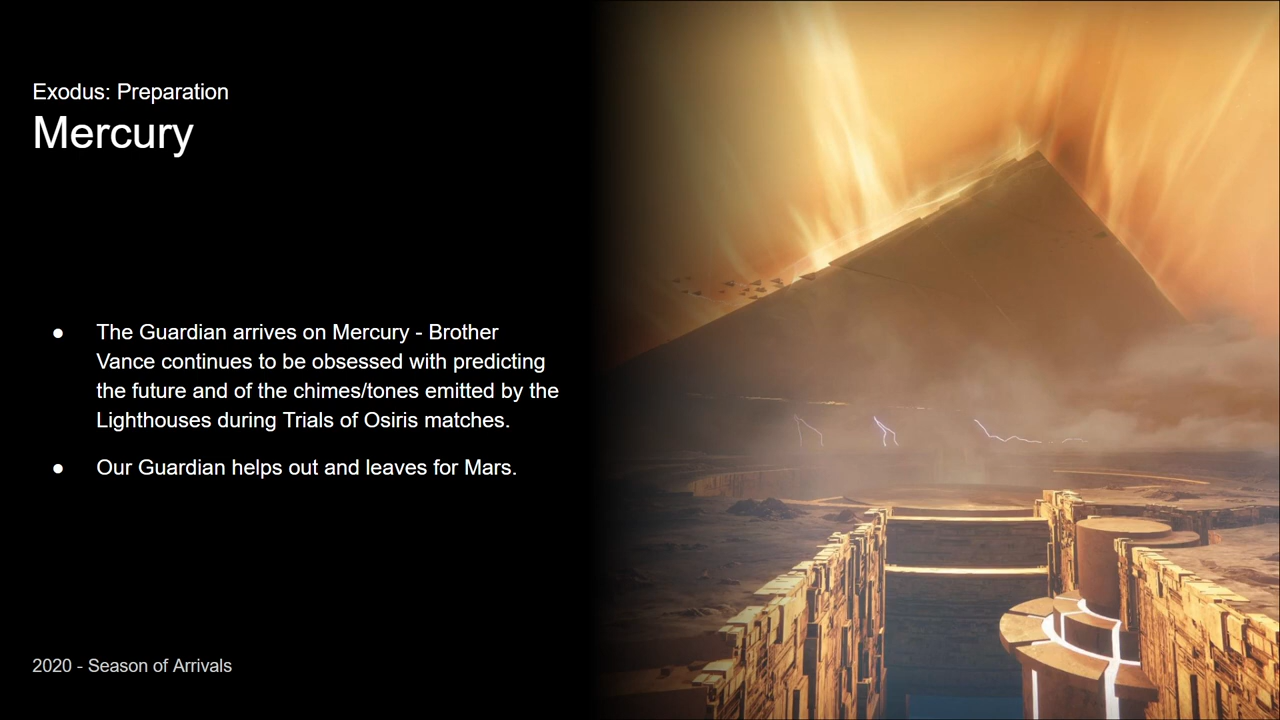 Exodus: Preparation
Mercury
● The Guardian arrives on Mercury - Brother
Vance continues to be obsessed with predicting
the future and of the chimes/tones emitted by the
Lighthouses during Trials of Osiris matches.
● Our Guardian helps out and leaves for Mars.
2020 - Season of Arrivals